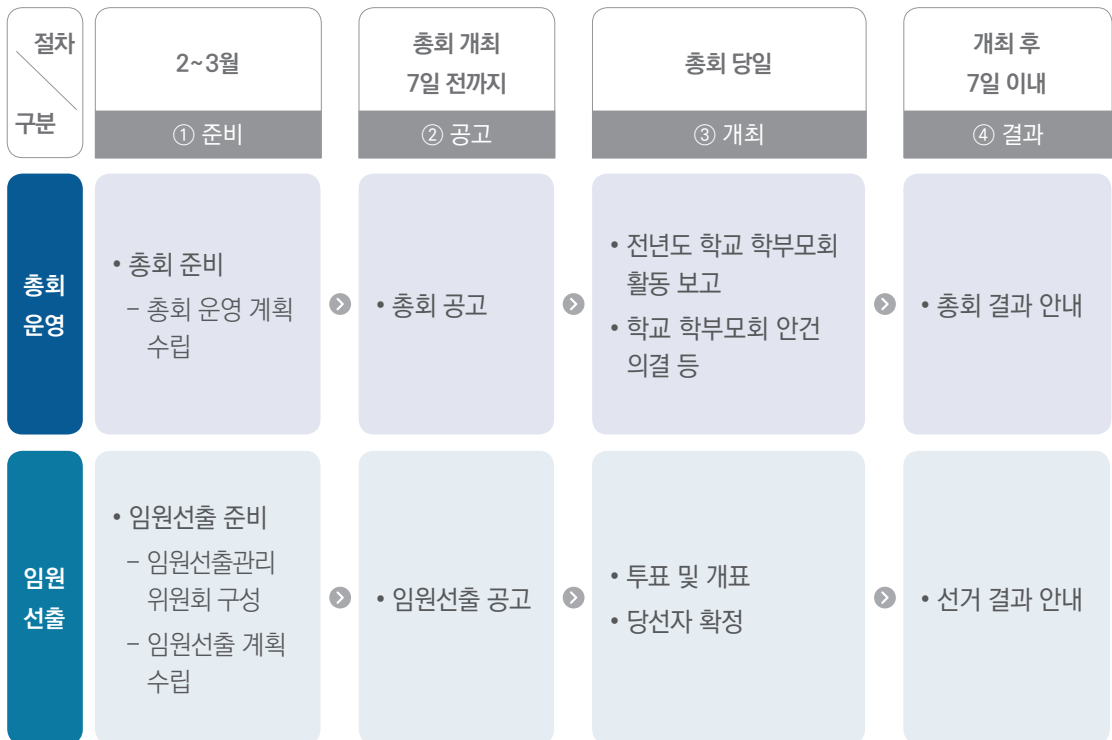 절차
구분
2~3월
① 준비
총회 개최
7일 전까지
② 공고
총회 당일
③ 개최
개최 후
7일 이내
④ 결과
총회
운영
• 총회 준비
– 총회 운영 계획
수립
• 총회 공고
• 전년도 학교 학부모회
활동 보고
• 학교 학부모회 안건
의결 등
• 총회 결과 안내
임원
선출
• 임원선출 준비
– 임원선출관리
위원회 구성
– 임원선출 계획
수립
• 임원선출 공고
• 투표 및 개표
• 당선자 확정
• 선거 결과 안내